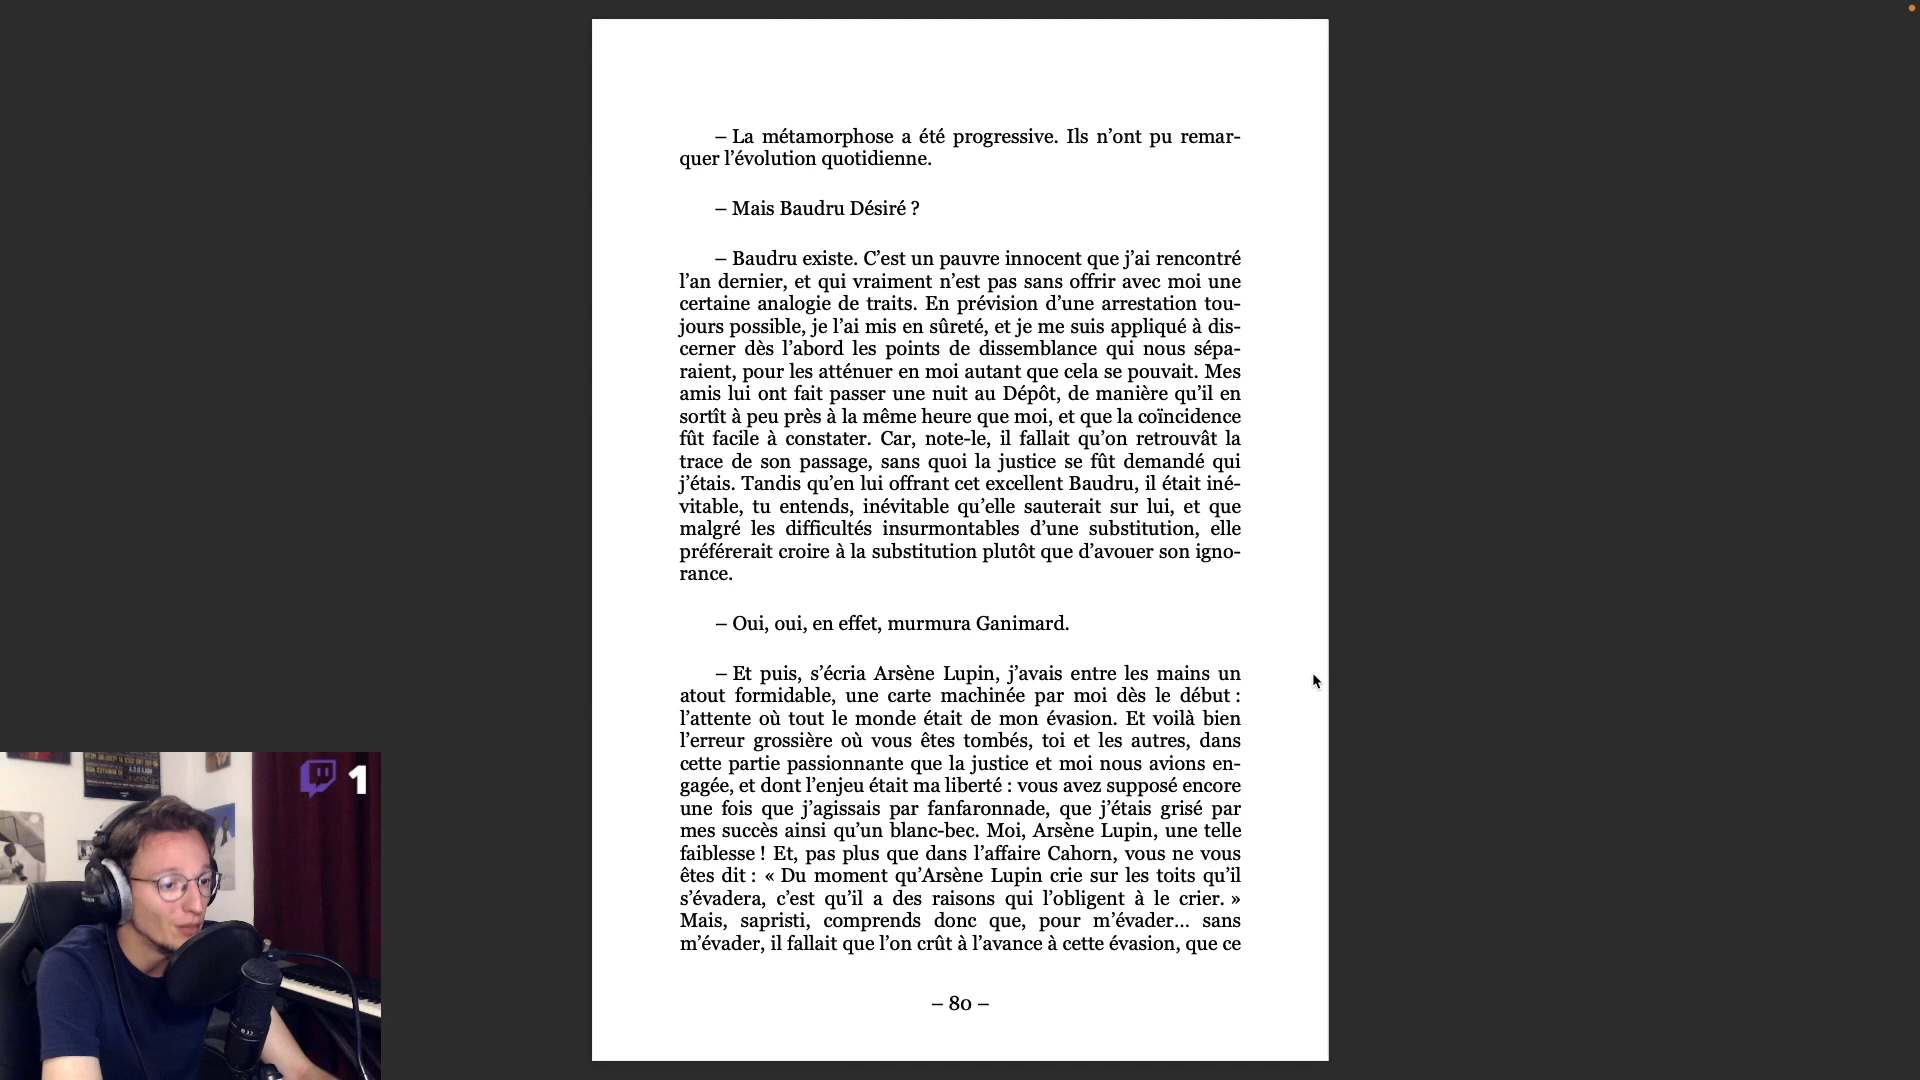 – La métamorphose a été progressive. Ils n’ont pu remar-
quer l’évolution quotidienne.
– Mais Baudru Désiré ?
– Baudru existe. C’est un pauvre innocent que j’ai rencontré
l’an dernier, et qui vraiment n’est pas sans offrir avec moi une
certaine analogie de traits. En prévision d’une arrestation tou-
jours possible, je l’ai mis en sûreté, et je me suis appliqué à dis-
cerner dès l’abord les points de dissemblance qui nous sépa-
raient, pour les atténuer en moi autant que cela se pouvait. Mes
amis lui ont fait passer une nuit au Dépôt, de manière qu’il en
sortît à peu près à la même heure que moi, et que la coïncidence
fût facile à constater. Car, note-le, il fallait qu’on retrouvât la
trace de son passage, sans quoi la justice se fût demandé qui
j’étais. Tandis qu’en lui offrant cet excellent Baudru, il était iné-
vitable, tu entends, inévitable qu’elle sauterait sur lui, et que
malgré les difficultés insurmontables d’une substitution, elle
préférerait croire à la substitution plutôt que d’avouer son igno-
rance.
– Oui, oui, en effet, murmura Ganimard.
– Et puis, s’écria Arsène Lupin, j’avais entre les mains un
atout formidable, une carte machinée par moi dès le début :
l’attente où tout le monde était de mon évasion. Et voilà bien
l’erreur grossière où vous êtes tombés, toi et les autres, dans
cette partie passionnante que la justice et moi nous avions en-
gagée, et dont l’enjeu était ma liberté : vous avez supposé encore
une fois que j’agissais par fanfaronnade, que j’étais grisé par
mes succès ainsi qu’un blanc-bec. Moi, Arsène Lupin, une telle
faiblesse ! Et, pas plus que dans l’affaire Cahorn, vous ne vous
êtes dit : « Du moment qu’Arsène Lupin crie sur les toits qu’il
s’évadera, c’est qu’il a des raisons qui l’obligent à le crier. »
Mais, sapristi, comprends donc que, pour m’évader… sans
m’évader, il fallait que l’on crût à l’avance à cette évasion, que ce
– 80 –
1